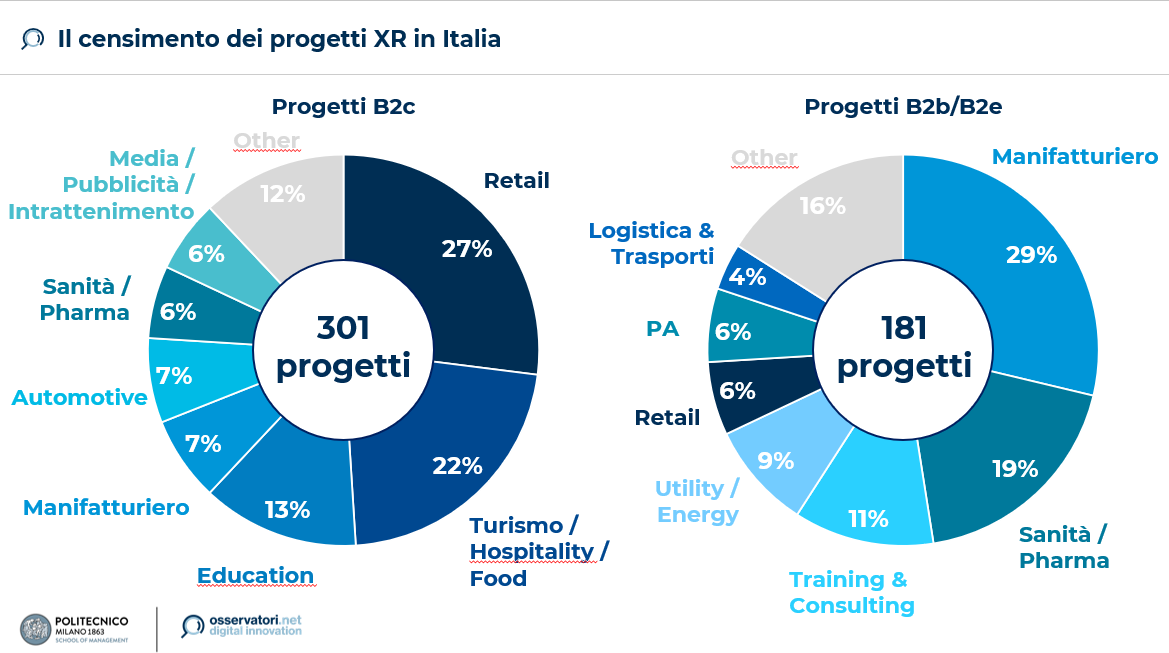 Il censimento dei progetti XR in Italia
Progetti B2c
Other
Media /
Pubblicità /
Intrattenimento
Sanità /
Pharma
Automotive
Manifatturiero
Education
Turismo /
Hospitality /
Food
Retail
12%
27%
6%
6%
7%
7%
13%
22%
301
progetti
Progetti B2b/B2e
Other
Manifatturiero
Logistica &
Trasporti
PA
Retail
Utility /
Energy
Training &
Consulting
Sanità /
Pharma
16%
29%
4%
6%
6%
9%
11%
19%
181
progetti
POLITECNICO
MILANO 1863
SCHOOL OF MANAGEMENT
osservatori.net
digital innovation